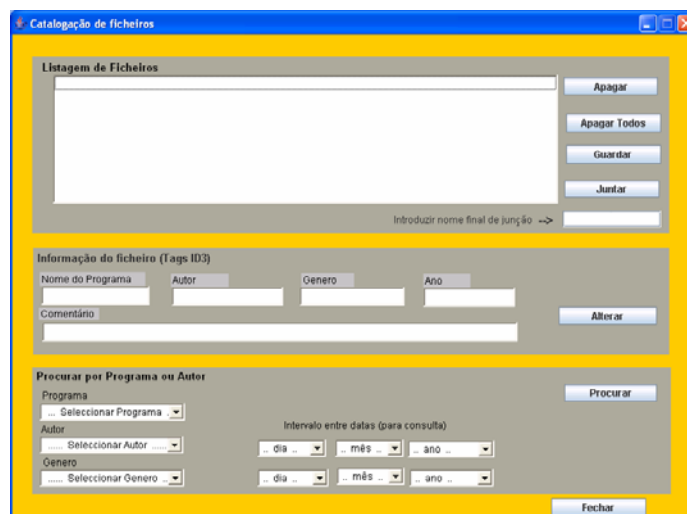 Catalogação de ficheiros
Listagem de Ficheiros
Apagar
Apagar Todos
Guardar
Juntar
Introduzir nome final de junção -->
Informação do ficheiro (Tags ID3)
Nome do Programa Autor Genero Ano
Comentário
Alterar
Procurar por Programa ou Autor
Procurar
Programa
... Seleccionar Programa .
Autor
Intervalo entre datas (para consulta)
...... Seleccionar Autor ......
.. dia .. .. mês .. .. ano ..
Genero
...... Seleccionar Genero ..
.. dia .. .. mês .. .. ano ..
Fechar